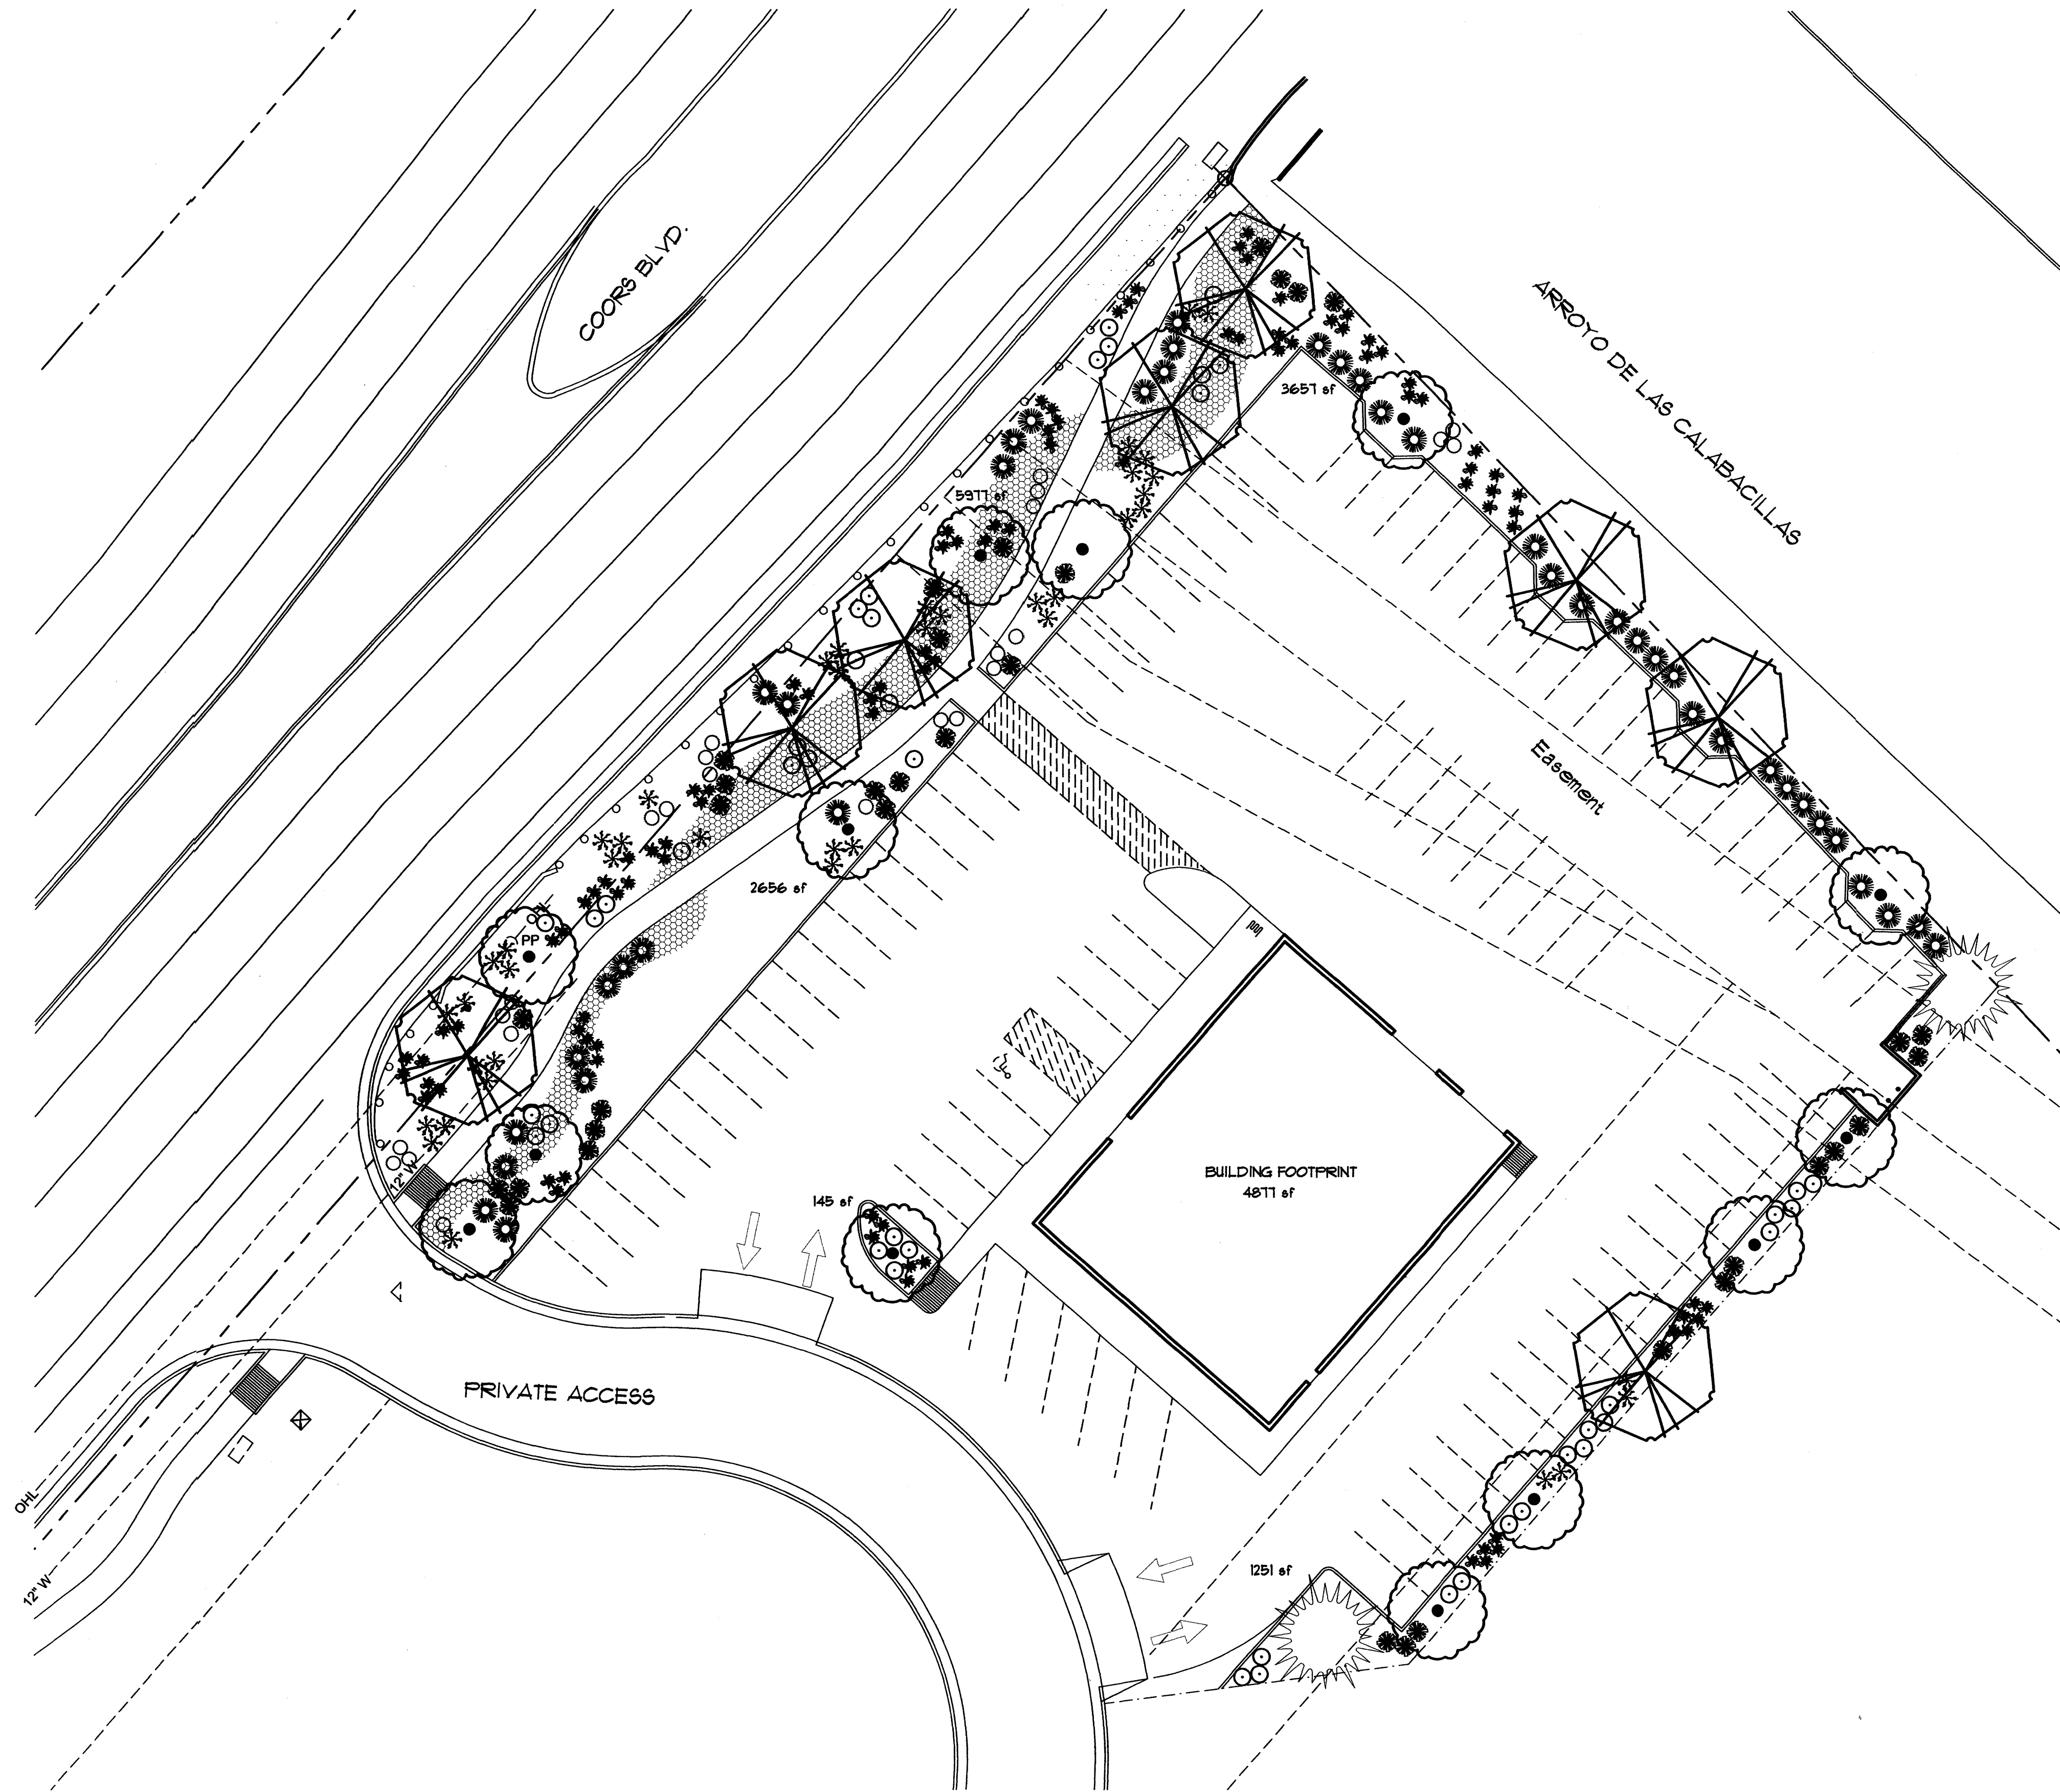 COORS BLVD.
ARROYO DE LAS CALABACILLAS
3657 sf
5977 sf
Easement
2656 sf
PP
12" W
BUILDING FOOTPRINT
4877 sf
145 sf
PRIVATE ACCESS
OHL
12" W
1251 sf